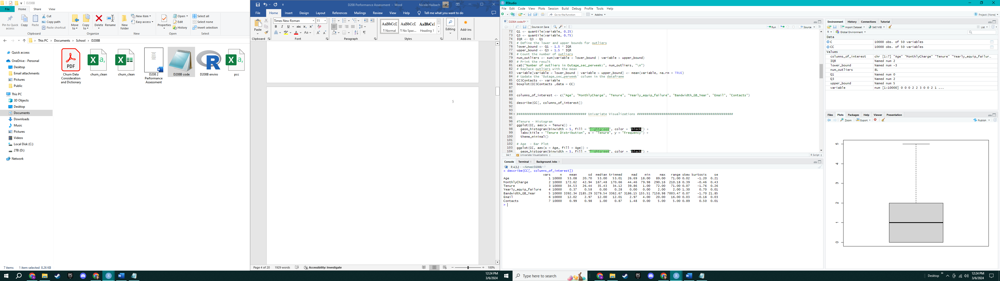 D208B
File Home Share View
Pin to Quick access
Copy
Paste
Cut
Copy path
Paste shortcut
Clipboard
Move to
Copy to
Delete
Rename
Organize
New folder
New item
Easy access
New
Properties
Open
Edit
History
Open
Select all
Select none
Invert selection
Select
This PC > Documents > School > D208B
Quick access
OneDrive - Personal
Desktop
Email attachments
Pictures
Public
This PC
3D Objects
Desktop
Documents
Downloads
Music
Pictures
Videos
Local Disk (C:)
2TB (D:)
Network
PDF
Churn Data Consideration and Dictionary
churn_clean
churn_clean
D208 2 Performance Assessment
D208B code
D208B enviro
pcc
7 items 1 item selected 8.26 KB
D208 Performance Assessment - Word
Nicole Haibach
File Home Insert Design Layout References Mailings Review View Help Tell me what you want to do
Paste
Clipboard
Times New Roman 11
Font
Paragraph
AaBbCcD AaBbCcD AaBbC
¶ Normal ¶ No Spac... Heading 1
Styles
Editing
Add-ins
Add-ins
5
Page 4 of 20 1929 words Accessibility: Investigate 100%
12:24 PM
3/6/2024
RStudio
File Edit Code View Plots Session Build Debug Profile Tools Help
Go to file/function Addins
Project: (None)
D208A code.R*
Source on Save Run Source
72 Q1 <- quantile(variable, 0.25)
73 Q3 <- quantile(variable, 0.75)
74 IQR <- Q3 - Q1
75 # Define the lower and upper bounds for outliers
76 lower_bound <- Q1 - 1.5 * IQR
77 upper_bound <- Q3 + 1.5 * IQR
78 # Count the number of outliers
79 num_outliers <- sum(variable < lower_bound | variable > upper_bound)
80 # Print the result
81 cat("Number of outliers in Outage_sec_perweek:", num_outliers, "\n")
82 # Replace outliers with the mean
83 variable[variable < lower_bound | variable > upper_bound] <- mean(variable, na.rm = TRUE)
84 # Update the 'Outage_sec_perweek' column in the dataframe
85 CC$Contacts <- variable
86 boxplot(CC$Contacts ,data = CC)
87
88
89 columns_of_interest <- c("Age", "MonthlyCharge", "Tenure", "Yearly_equip_failure", "Bandwidth_GB_Year", "Email", "Contacts")
90
91 describe(CC[, columns_of_interest])
92
93
94 #################################### Univariate Visualizations ##################################################
95
96 #Tenure - Histogram
97 ggplot(CC, aes(x = Tenure)) +
98 geom_histogram(binwidth = 5, fill = "lightgreen", color = "black") +
99 labs(title = "Tenure Distribution", x = "Tenure", y = "Frequency") +
100 theme_minimal()
101
102 # Age - Bar Plot
103 ggplot(CC, aes(x = Age, fill = Age)) +
104 geom_histogram(binwidth = 5, fill = "lightgreen", color = "black") +
94:1 Univariate Visualizations R Script
Console Terminal Background Jobs
R 4.3.2 · ~/School/D208B/
> describe(CC[, columns_of_interest])
vars n mean sd median trimmed mad min max range skew kurtosis se
Age 1 10000 53.08 20.70 53.00 53.01 26.69 18.00 89.00 71.00 0.02 -1.20 0.21
MonthlyCharge 2 10000 172.62 42.94 167.48 170.66 44.46 79.98 290.16 210.18 0.39 -0.46 0.43
Tenure 3 10000 34.53 26.44 35.43 34.12 39.86 1.00 72.00 71.00 0.07 -1.76 0.26
Yearly_equip_failure 4 10000 0.37 0.58 0.00 0.28 0.00 0.00 2.00 2.00 1.30 0.70 0.01
Bandwidth_GB_Year 5 10000 3392.34 2185.29 3279.54 3362.67 3186.15 155.51 7158.98 7003.47 0.07 -1.70 21.85
Email 6 10000 12.02 2.97 12.00 12.01 2.97 4.00 20.00 16.00 0.03 -0.18 0.03
Contacts 7 10000 0.99 0.98 1.00 0.87 1.48 0.00 5.00 5.00 0.89 0.50 0.01
>
Environment History Connections Tutorial
Import Dataset 540 MiB List
R Global Environment
Data
C 10000 obs. of 50 variables
CC 10000 obs. of 50 variables
Values
columns_of_interest chr [1:7] "Age" "MonthlyCharge" "Tenure" "Yearly_equip_failur…
IQR Named num 2
lower_bound Named num -3
num_outliers 8L
Q1 Named num 0
Q3 Named num 2
upper_bound Named num 5
variable num [1:10000] 0 0 0 2 2 3 0 0 2 1 ...
Files Plots Packages Help Viewer Presentation
Zoom Export Publish
5
4
3
2
1
0
Type here to search
Desktop
12:24 PM
3/6/2024